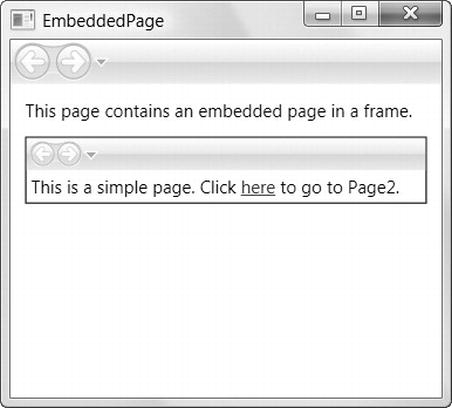 EmbeddedPage
This page contains an embedded page in a frame.
This is a simple page. Click here to go to Page2.